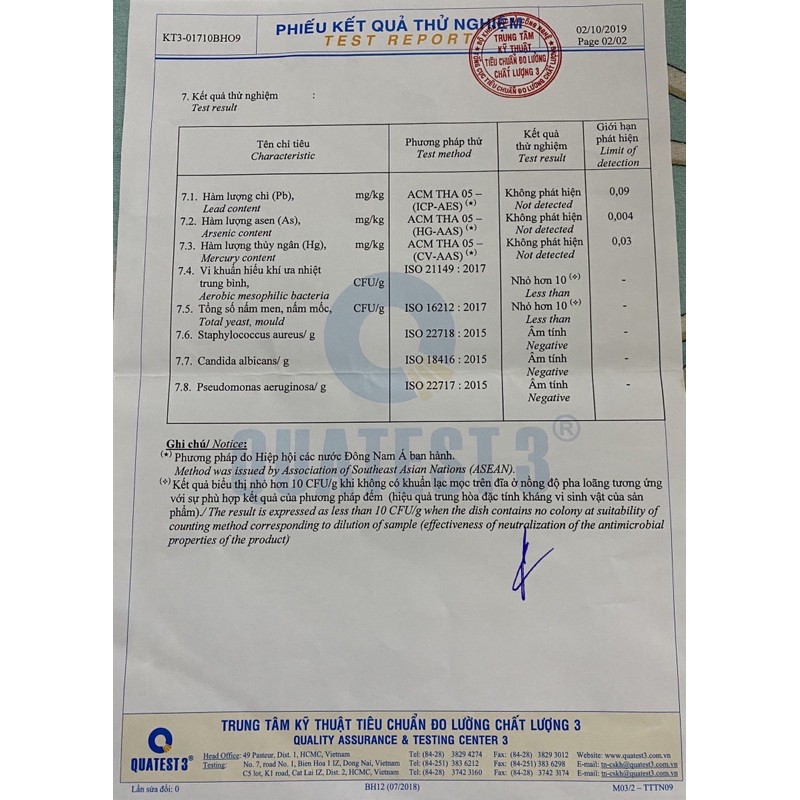 KT3-01710BHO9
PHIẾU KẾT QUẢ THỬ NGHIỆM
TEST REPORT
02/10/2019
Page 02/02
TRUNG TÂM
KỸ THUẬT
TIÊU CHUẨN ĐO LƯỜNG
CHẤT LƯỢNG 3
7. Kết quả thử nghiệm :
Test result
Tên chỉ tiêu
Characteristic
Phương pháp thử
Test method
Kết quả
thử nghiệm
Test result
Giới hạn
phát hiện
Limit of
detection
7.1. Hàm lượng chì (Pb), mg/kg ACM THA 05 – Không phát hiện 0,09
Lead content (ICP-AES) (*) Not detected
7.2. Hàm lượng asen (As), mg/kg ACM THA 05 – Không phát hiện 0,004
Arsenic content (HG-AAS) (*) Not detected
7.3. Hàm lượng thủy ngân (Hg), mg/kg ACM THA 05 – Không phát hiện 0,03
Mercury content (CV-AAS) (*) Not detected
7.4. Vi khuẩn hiếu khí ưa nhiệt ISO 21149 : 2017
trung bình, CFU/g Nhỏ hơn 10 (✧) -
Aerobic mesophilic bacteria Less than
7.5. Tổng số nấm men, nấm mốc, CFU/g ISO 16212 : 2017 Nhỏ hơn 10 (✧) -
Total yeast, mould Less than
7.6. Staphylococcus aureus/ g ISO 22718 : 2015 Âm tính -
Negative
7.7. Candida albicans/ g ISO 18416 : 2015 Âm tính -
Negative
7.8. Pseudomonas aeruginosa/ g ISO 22717 : 2015 Âm tính -
Negative
QUATEST 3®
Ghi chú/ Notice:
(*) Phương pháp do Hiệp hội các nước Đông Nam Á ban hành.
Method was issued by Association of Southeast Asian Nations (ASEAN).
(✧) Kết quả biểu thị nhỏ hơn 10 CFU/g khi không có khuẩn lạc mọc trên đĩa ở nồng độ pha loãng tương ứng
với sự phù hợp kết quả của phương pháp đếm (hiệu quả trung hòa đặc tính kháng vi sinh vật của sản
phẩm)./ The result is expressed as less than 10 CFU/g when the dish contains no colony at suitability of
counting method corresponding to dilution of sample (effectiveness of neutralization of the antimicrobial
properties of the product)
TRUNG TÂM KỸ THUẬT TIÊU CHUẨN ĐO LƯỜNG CHẤT LƯỢNG 3
QUALITY ASSURANCE & TESTING CENTER 3
QUATEST 3®
Head Office: 49 Pasteur, Dist. 1, HCMC, Vietnam Tel: (84-28) 3829 4274 Fax: (84-28) 3829 3012 Website: www.quatest3.com.vn
Testing: No. 7, road No. 1, Bien Hoa 1 IZ, Dong Nai, Vietnam Tel: (84-251) 383 6212 Fax: (84-251) 383 6298 E-mail: tn-cskh@quatest3.com.vn
C5 lot, K1 road, Cat Lai IZ, Dist. 2, HCMC, Vietnam Tel: (84-28) 3742 3160 Fax: (84-28) 3742 3174 E-mail: tn-cskh@quatest3.com.vn
Lần sửa đổi: 0 BH12 (07/2018) M03/2 – TTTN09